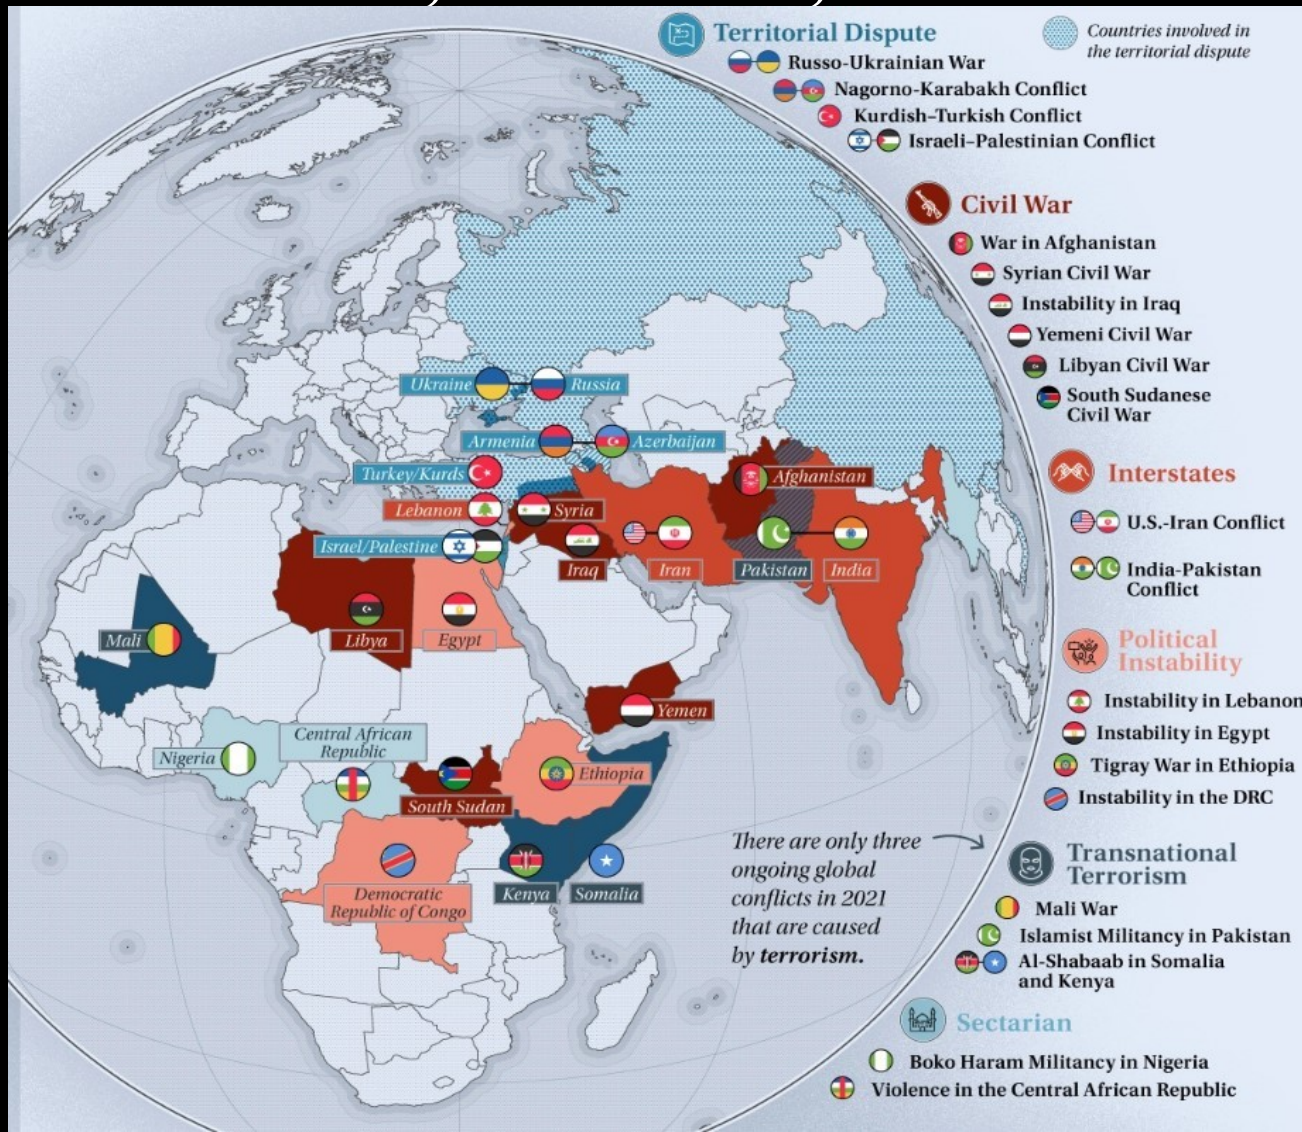 Territorial Dispute
Countries involved in
the territorial dispute
Russo-Ukrainian War
Nagorno-Karabakh Conflict
Kurdish–Turkish Conflict
Israeli–Palestinian Conflict
Civil War
War in Afghanistan
Syrian Civil War
Instability in Iraq
Yemeni Civil War
Libyan Civil War
South Sudanese
Civil War
Interstates
U.S.-Iran Conflict
India-Pakistan
Conflict
Political
Instability
Instability in Lebanon
Instability in Egypt
Tigray War in Ethiopia
Instability in the DRC
Transnational
Terrorism
Mali War
Islamist Militancy in Pakistan
Al-Shabaab in Somalia
and Kenya
Sectarian
Boko Haram Militancy in Nigeria
Violence in the Central African Republic
There are only three
ongoing global
conflicts in 2021
that are caused
by terrorism.
Ukraine
Russia
Armenia
Azerbaijan
Turkey/Kurds
Afghanistan
Lebanon
Syria
Israel/Palestine
Iraq
Iran
Pakistan
India
Mali
Libya
Egypt
Yemen
Nigeria
Central African
Republic
Ethiopia
South Sudan
Democratic
Republic of Congo
Kenya
Somalia